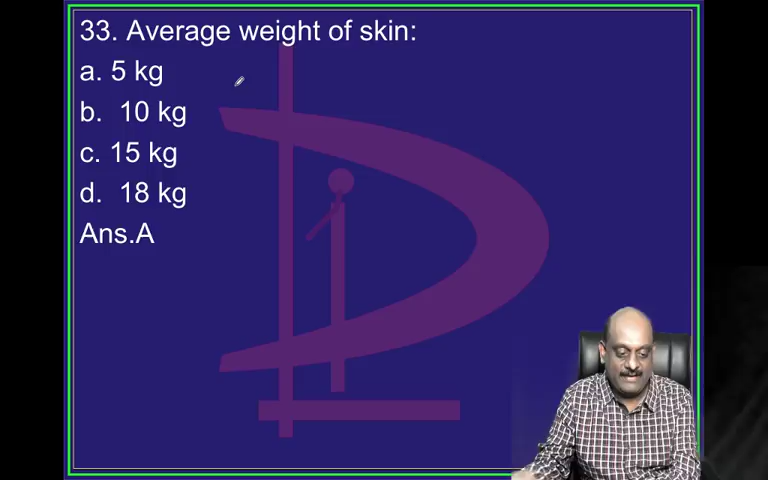 33. Average weight of skin:
a. 5 kg
b. 10 kg
c. 15 kg
d. 18 kg
Ans.A